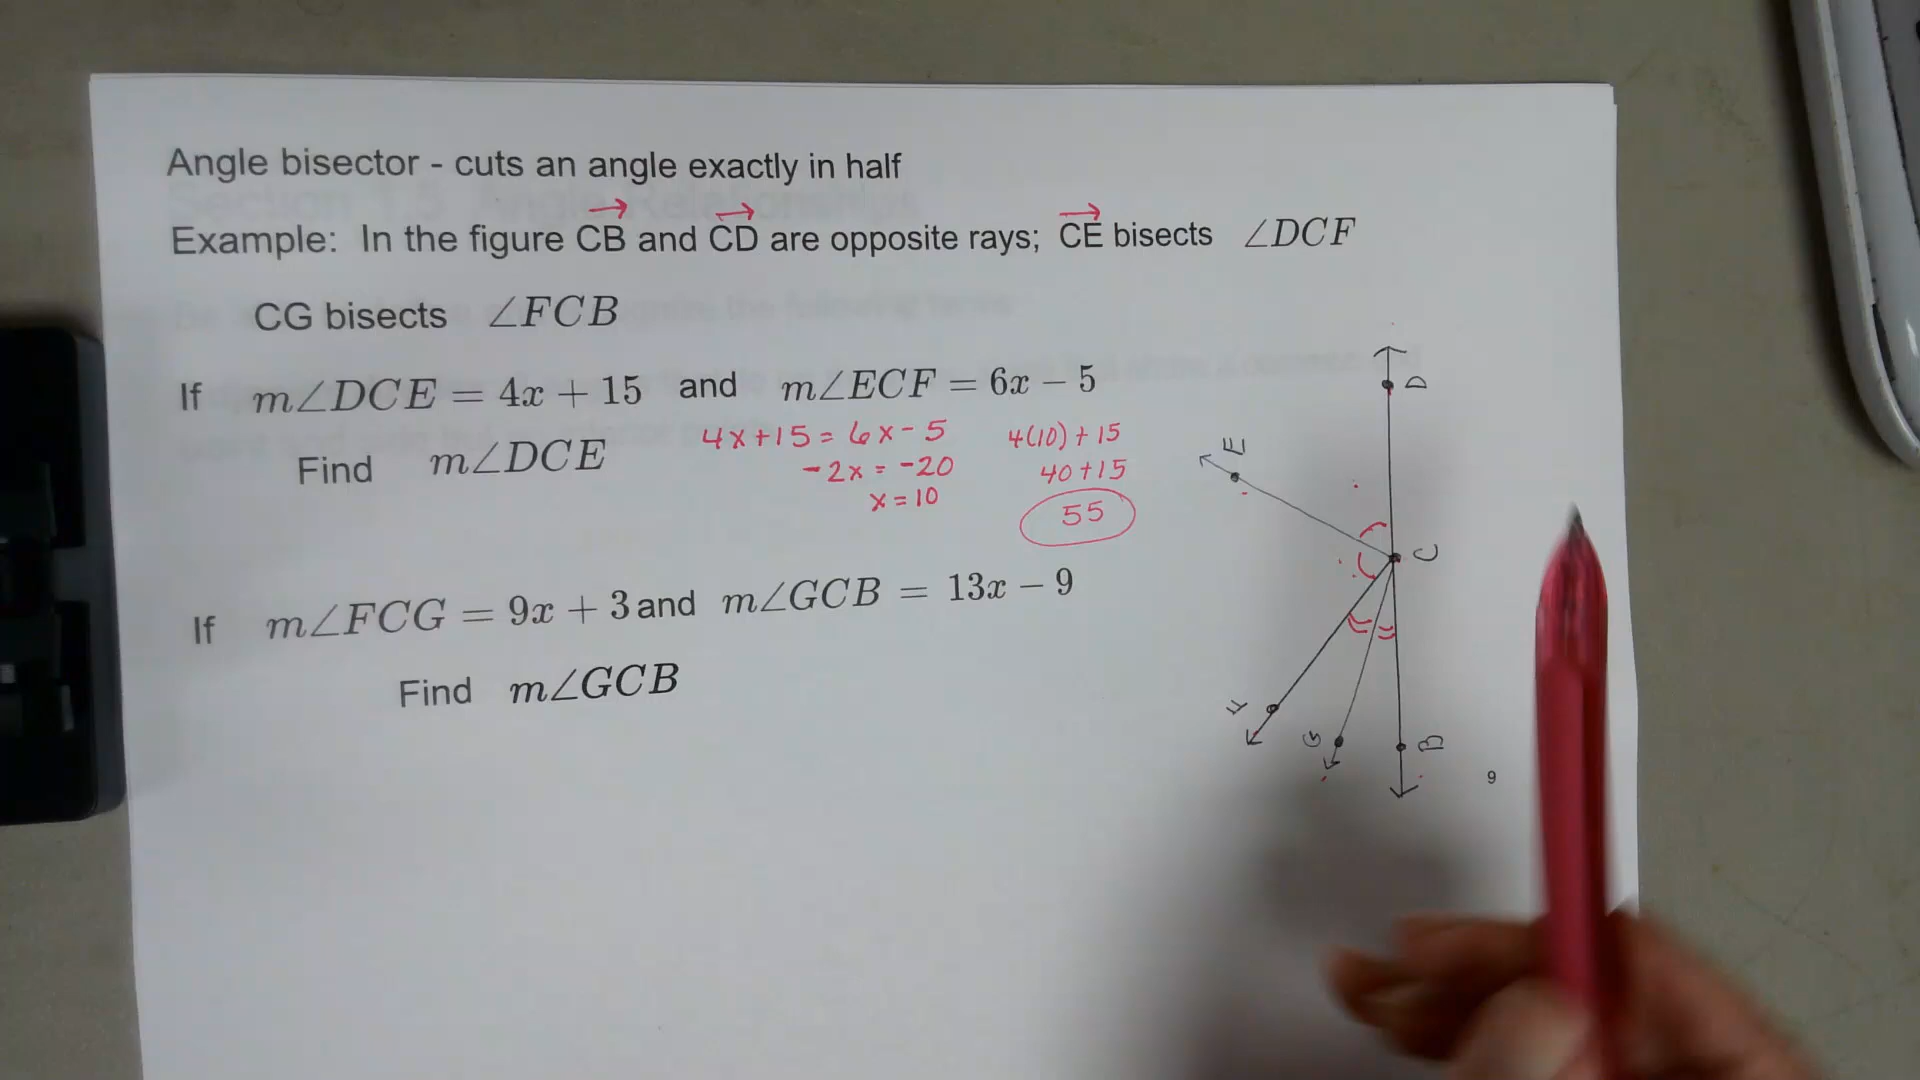 Angle bisector - cuts an angle exactly in half
Example: In the figure CB and CD are opposite rays; CE bisects ∠DCF
CG bisects ∠FCB
If m∠DCE = 4x + 15 and m∠ECF = 6x − 5
Find m∠DCE
4x+15 = 6x-5
-2x = -20
x = 10
4(10) + 15
40+15
55
If m∠FCG = 9x + 3 and m∠GCB = 13x − 9
Find m∠GCB
D
E
C
F
G
B
9